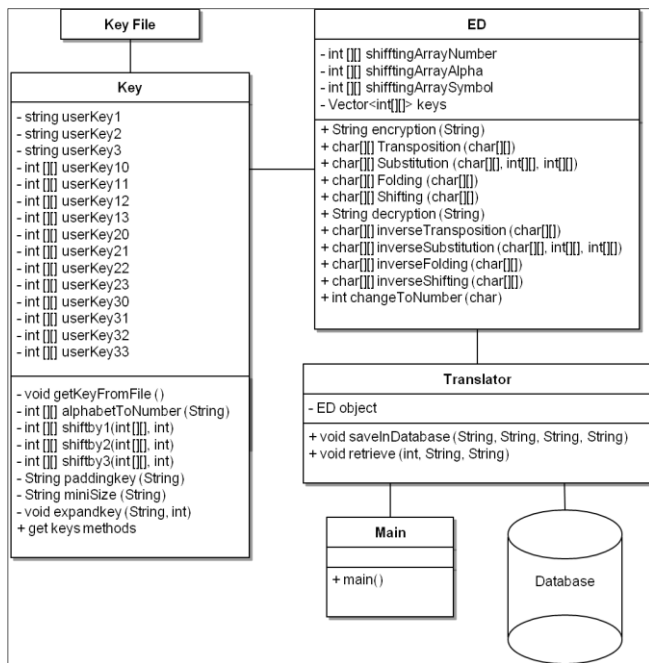 Key File
Key
- string userKey1
- string userKey2
- string userKey3
- int [][] userKey10
- int [][] userKey11
- int [][] userKey12
- int [][] userKey13
- int [][] userKey20
- int [][] userKey21
- int [][] userKey22
- int [][] userKey23
- int [][] userKey30
- int [][] userKey31
- int [][] userKey32
- int [][] userKey33
- void getKeyFromFile ()
- int [][] alphabetToNumber (String)
- int [][] shiftby1(int[][], int)
- int [][] shiftby2(int[][], int)
- int [][] shiftby3(int[][], int)
- String paddingkey (String)
- String miniSize (String)
- void expandkey (String, int)
+ get keys methods
ED
- int [][] shifftingArrayNumber
- int [][] shifftingArrayAlpha
- int [][] shifftingArraySymbol
- Vector<int[][]> keys
+ String encryption (String)
+ char[][] Transposition (char[][])
+ char[][] Substitution (char[][], int[][], int[][])
+ char[][] Folding (char[][])
+ char[][] Shifting (char[][])
+ String decryption (String)
+ char[][] inverseTransposition (char[][])
+ char[][] inverseSubstitution (char[][], int[][], int[][])
+ char[][] inverseFolding (char[][])
+ char[][] inverseShifting (char[][])
+ int changeToNumber (char)
Translator
- ED object
+ void saveInDatabase (String, String, String, String)
+ void retrieve (int, String, String)
Main
+ main()
Database